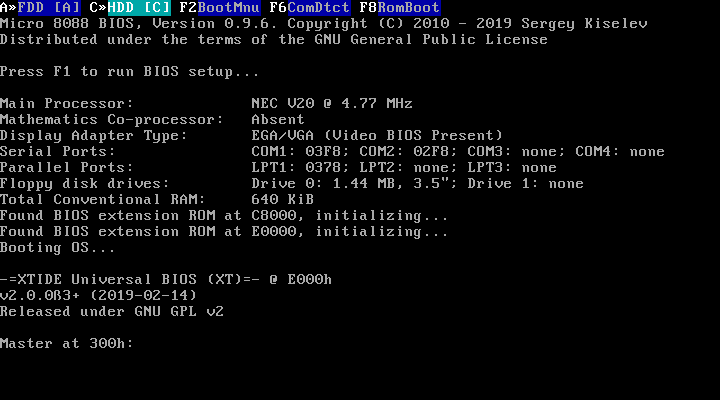 A»FDD [A] C»HDD [C] F2BootMnu F6ComDtct F8RomBoot
Micro 8088 BIOS, Version 0.9.6. Copyright (C) 2010 - 2019 Sergey Kiselev
Distributed under the terms of the GNU General Public License
Press F1 to run BIOS setup...
Main Processor: NEC V20 @ 4.77 MHz
Mathematics Co-processor: Absent
Display Adapter Type: EGA/VGA (Video BIOS Present)
Serial Ports: COM1: 03F8; COM2: 02F8; COM3: none; COM4: none
Parallel Ports: LPT1: 0378; LPT2: none; LPT3: none
Floppy disk drives: Drive 0: 1.44 MB, 3.5"; Drive 1: none
Total Conventional RAM: 640 KiB
Found BIOS extension ROM at C8000, initializing...
Found BIOS extension ROM at E0000, initializing...
Booting OS...
-=XTIDE Universal BIOS (XT)=- @ E000h
v2.0.0ß3+ (2019-02-14)
Released under GNU GPL v2
Master at 300h: